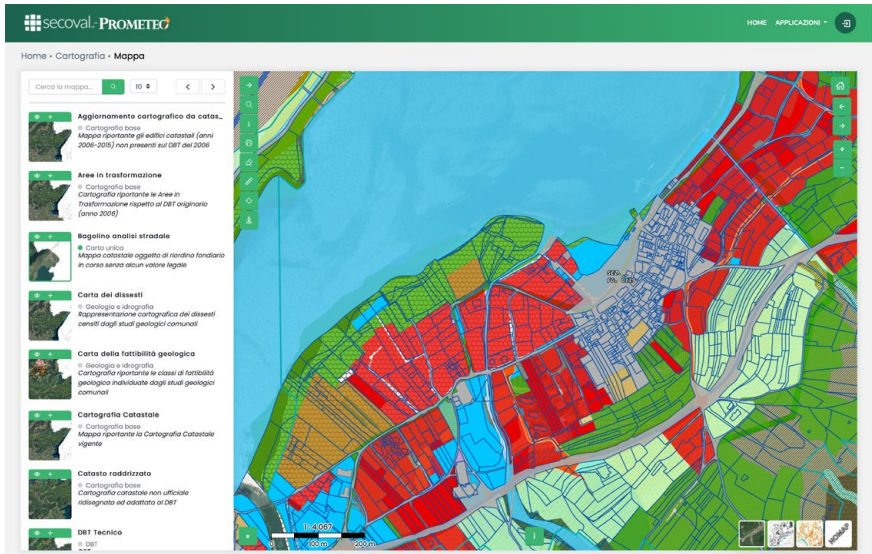 secoval - PROMETEO
HOME APPLICAZIONI
Home • Cartografia • Mappa
Cerca la mappa...
10
Aggiornamento cartografico da catas…
Cartografia base
Mappa riportante gli edifici catastali (anni
2006-2015) non presenti sul DBT del 2006
Aree in trasformazione
Cartografia base
Cartografia riportante le Aree in
Trasformazione rispetto al DBT originario
(anno 2006)
Bagolino analisi stradale
Carta unica
Mappa catastale oggetto di riordino fondiario
in corso senza alcun valore legale
Carta dei dissesti
Geologia e idrografia
Rappresentazione cartografica dei dissesti
censiti dagli studi geologici comunali
Carta della fattibilità geologica
Geologia e idrografia
Cartografia riportante le classi di fattibilità
geologica individuate dagli studi geologici
comunali
Cartografia Catastale
Cartografia base
Mappa riportante la Cartografia Catastale
vigente
Catasto raddrizzato
Cartografia base
Cartografia catastale non ufficiale
ridisegnata ed adattata al DBT
DBT Tecnico
DBT
SEZ.
1: 4,067
0 100 m 200 m
NOMAP